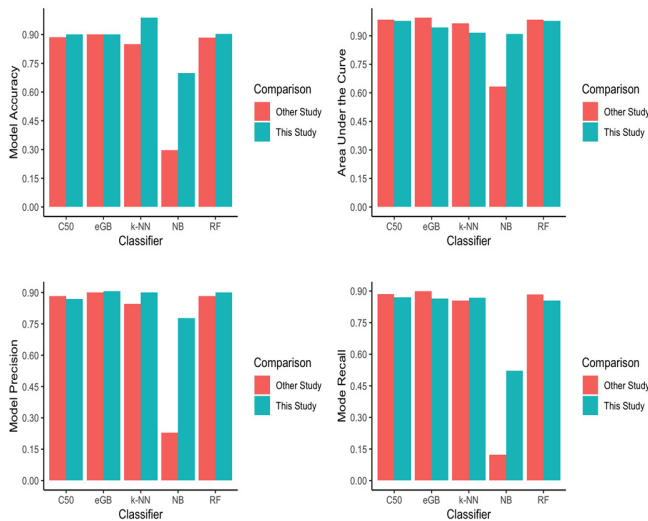 Model Accuracy
0.90
0.75
0.60
0.45
0.30
0.15
0.00
C50 eGB k-NN NB RF
Classifier
Comparison
Other Study
This Study
Area Under the Curve
0.90
0.75
0.60
0.45
0.30
0.15
0.00
C50 eGB k-NN NB RF
Classifier
Comparison
Other Study
This Study
Model Precision
0.90
0.75
0.60
0.45
0.30
0.15
0.00
C50 eGB k-NN NB RF
Classifier
Comparison
Other Study
This Study
Mode Recall
0.90
0.75
0.60
0.45
0.30
0.15
0.00
C50 eGB k-NN NB RF
Classifier
Comparison
Other Study
This Study